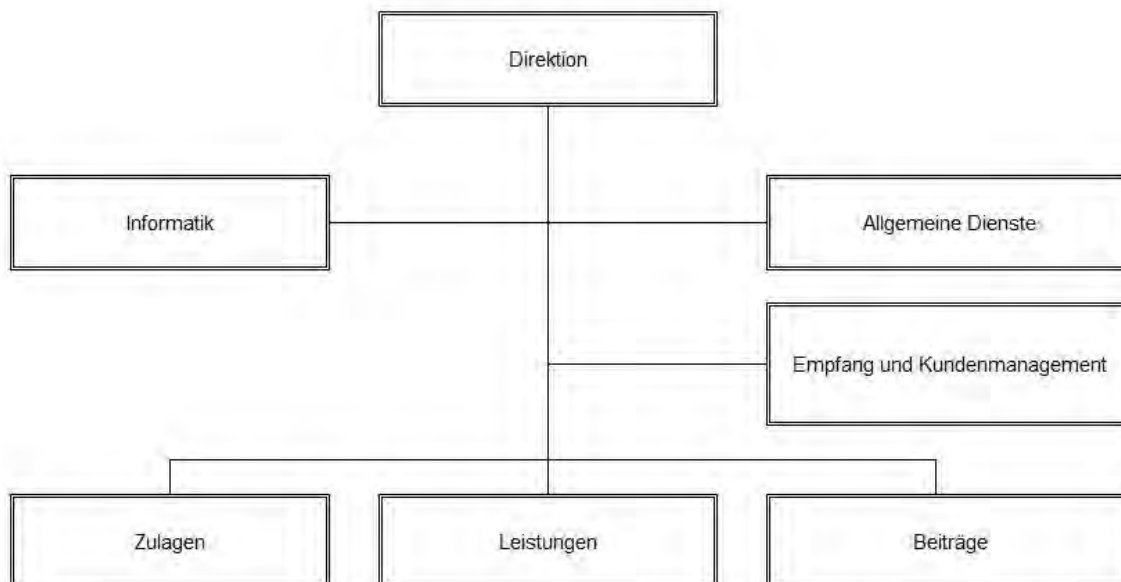 Direktion
Informatik
Allgemeine Dienste
Empfang und Kundenmanagement
Zulagen
Leistungen
Beiträge